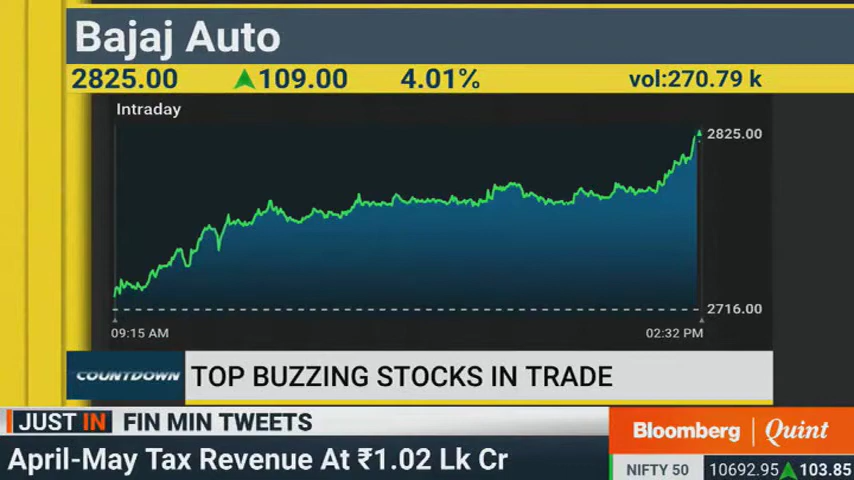 Bajaj Auto
2825.00 109.00 4.01% vol:270.79 k
Intraday
2825.00
2716.00
09:15 AM 02:32 PM
COUNTDOWN TOP BUZZING STOCKS IN TRADE
JUST IN FIN MIN TWEETS
April-May Tax Revenue At ₹1.02 Lk Cr
Bloomberg | Quint
NIFTY 50 10692.95 103.85